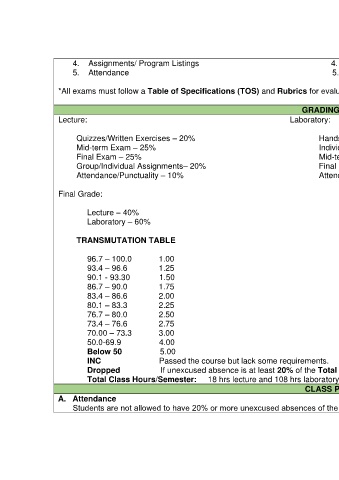 4. Assignments/ Program Listings 4.
5. Attendance 5.
*All exams must follow a Table of Specifications (TOS) and Rubrics for evalu
GRADING
Lecture: Laboratory:
Quizzes/Written Exercises – 20% Hands
Mid-term Exam – 25% Indivi
Final Exam – 25% Mid-te
Group/Individual Assignments– 20% Final
Attendance/Punctuality – 10% Atten
Final Grade:
Lecture – 40%
Laboratory – 60%
TRANSMUTATION TABLE
96.7 – 100.0 1.00
93.4 – 96.6 1.25
90.1 - 93.30 1.50
86.7 – 90.0 1.75
83.4 – 86.6 2.00
80.1 – 83.3 2.25
76.7 – 80.0 2.50
73.4 – 76.6 2.75
70.00 – 73.3 3.00
50.0-69.9 4.00
Below 50 5.00
INC Passed the course but lack some requirements.
Dropped If unexcused absence is at least 20% of the Total
Total Class Hours/Semester: 18 hrs lecture and 108 hrs laboratory
CLASS P
A. Attendance
Students are not allowed to have 20% or more unexcused absences of the